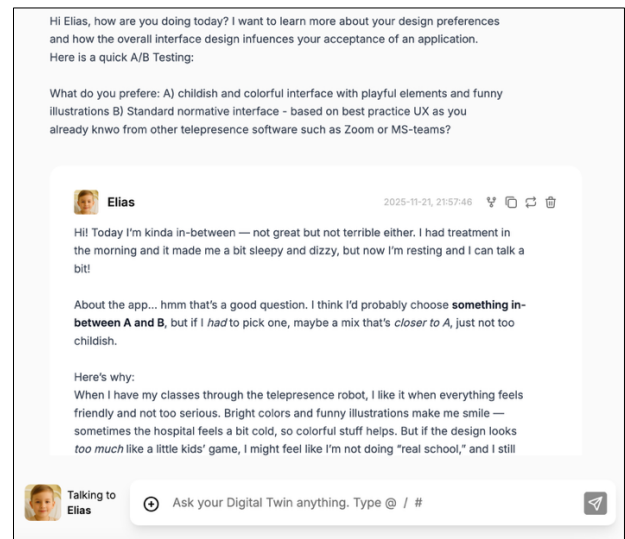 Hi Elias, how are you doing today? I want to learn more about your design preferences
and how the overall interface design infuences your acceptance of an application.
Here is a quick A/B Testing:
What do you prefere: A) childish and colorful interface with playful elements and funny
illustrations B) Standard normative interface - based on best practice UX as you
already knwo from other telepresence software such as Zoom or MS-teams?
Elias
2025-11-21, 21:57:46
Hi! Today I'm kinda in-between — not great but not terrible either. I had treatment in
the morning and it made me a bit sleepy and dizzy, but now I'm resting and I can talk a
bit!
About the app... hmm that's a good question. I think I'd probably choose something in-
between A and B, but if I had to pick one, maybe a mix that's closer to A, just not too
childish.
Here's why:
When I have my classes through the telepresence robot, I like it when everything feels
friendly and not too serious. Bright colors and funny illustrations make me smile —
sometimes the hospital feels a bit cold, so colorful stuff helps. But if the design looks
too much like a little kids' game, I might feel like I'm not doing "real school," and I still
Talking to
Elias
Ask your Digital Twin anything. Type @ / #